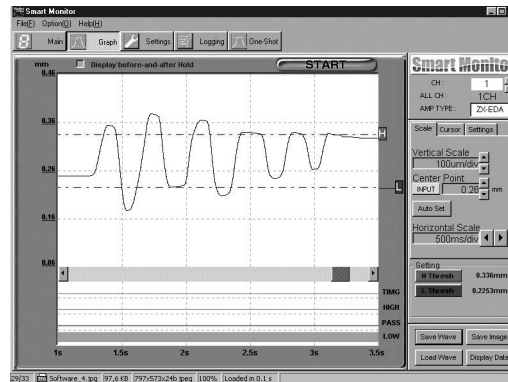 Smart Monitor
File(F) Option(O) Help(H)
Main Graph Settings Logging One-Shot
mm Display before-and-after Hold START
0.46
0.36
0.26
0.16
0.06
H
L
TIMG
HIGH
PASS
LOW
1s 1.5s 2s 2.5s 3s 3.5s
Smart Monito
CH : 1
ALL CH : 1CH
AMP TYPE : ZX-EDA
Scale Cursor Settings
Vertical Scale
100um/div
Center Point
INPUT 0.26 mm
Auto Set
Horizontal Scale
500ms/div
Setting
H Thresh 0.336mm
L Thresh 0.2253mm
Save Wave Save Image
Load Wave Display Data
29/33 Software_4.jpg 97,6 KB 797x573x24b jpeg 100% Loaded in 0.1 s